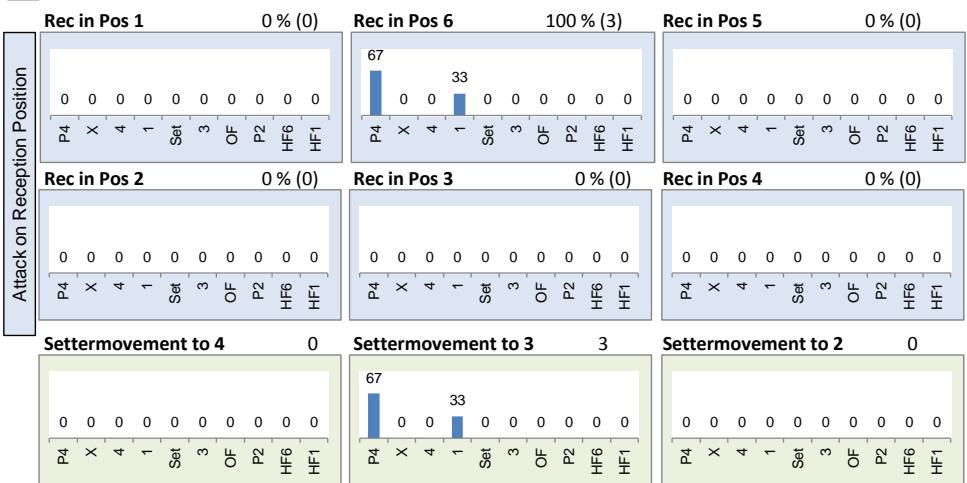 Attack on Reception Position
Rec in Pos 1 0 % (0)
0 0 0 0 0 0 0 0 0 0
P4 X 4 1 Set 3 OF P2 HF6 HF1
Rec in Pos 6 100 % (3)
67 0 0 33 0 0 0 0 0 0
P4 X 4 1 Set 3 OF P2 HF6 HF1
Rec in Pos 5 0 % (0)
0 0 0 0 0 0 0 0 0 0
P4 X 4 1 Set 3 OF P2 HF6 HF1
Rec in Pos 2 0 % (0)
0 0 0 0 0 0 0 0 0 0
P4 X 4 1 Set 3 OF P2 HF6 HF1
Rec in Pos 3 0 % (0)
0 0 0 0 0 0 0 0 0 0
P4 X 4 1 Set 3 OF P2 HF6 HF1
Rec in Pos 4 0 % (0)
0 0 0 0 0 0 0 0 0 0
P4 X 4 1 Set 3 OF P2 HF6 HF1
Settermovement to 4 0
0 0 0 0 0 0 0 0 0 0
P4 X 4 1 Set 3 OF P2 HF6 HF1
Settermovement to 3 3
67 0 0 33 0 0 0 0 0 0
P4 X 4 1 Set 3 OF P2 HF6 HF1
Settermovement to 2 0
0 0 0 0 0 0 0 0 0 0
P4 X 4 1 Set 3 OF P2 HF6 HF1